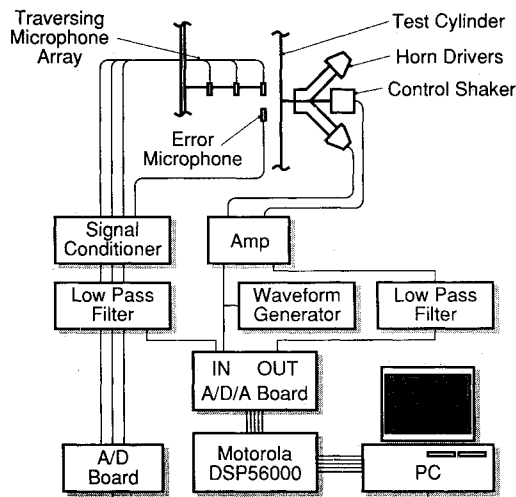 Traversing
Microphone
Array
Test Cylinder
Horn Drivers
Control Shaker
Error
Microphone
Signal
Conditioner
Amp
Low Pass
Filter
Waveform
Generator
Low Pass
Filter
IN OUT
A/D/A Board
A/D
Board
Motorola
DSP56000
PC